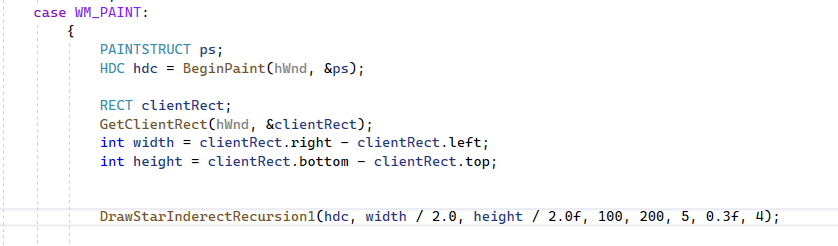 case WM_PAINT:
{
PAINTSTRUCT ps;
HDC hdc = BeginPaint(hWnd, &ps);
RECT clientRect;
GetClientRect(hWnd, &clientRect);
int width = clientRect.right - clientRect.left;
int height = clientRect.bottom - clientRect.top;
DrawStarInderectRecursion1(hdc, width / 2.0, height / 2.0f, 100, 200, 5, 0.3f, 4);